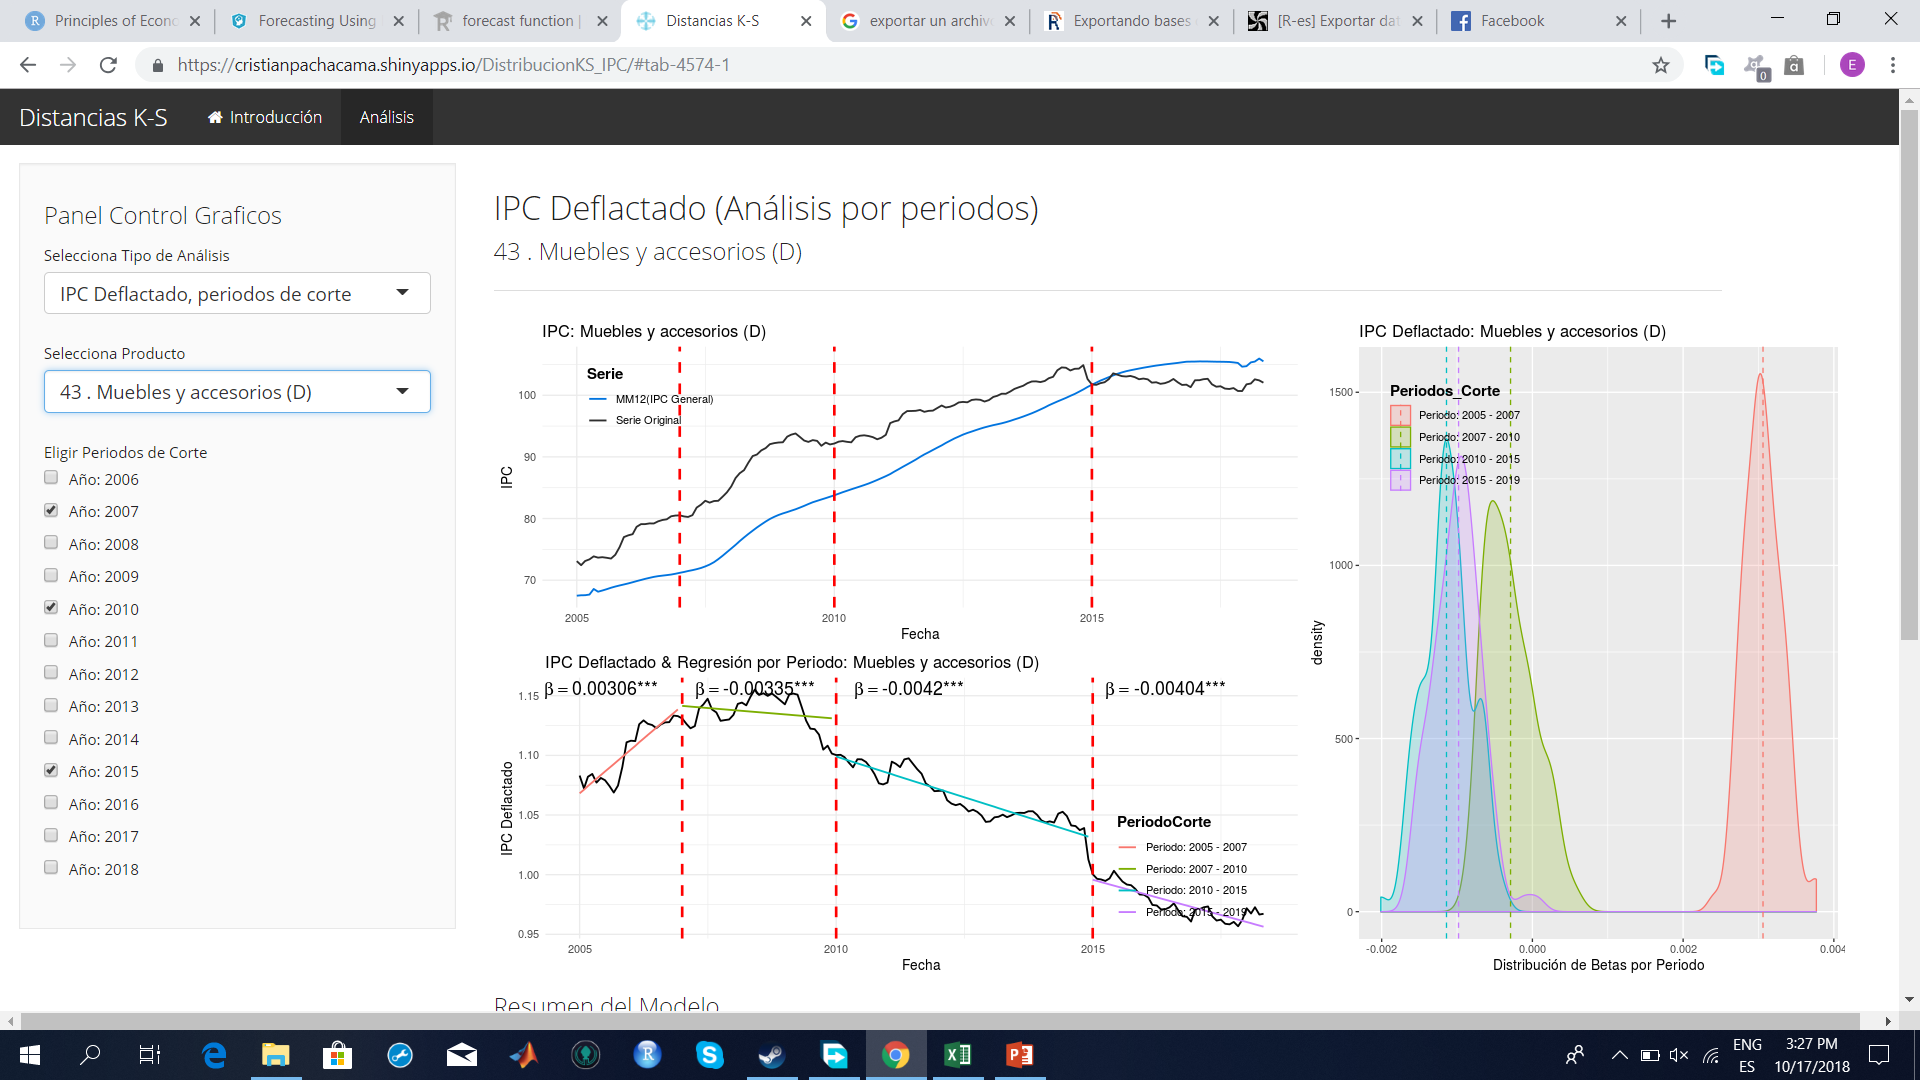 Principles of Econo
Forecasting Using
forecast function |
Distancias K-S
exportar un archivo
Exportando bases
[R-es] Exportar dat
Facebook
https://cristianpachacama.shinyapps.io/DistribucionKS_IPC/#tab-4574-1
0
a
E
Distancias K-S
Introducción
Análisis
Panel Control Graficos
Selecciona Tipo de Análisis
IPC Deflactado, periodos de corte
Selecciona Producto
43 . Muebles y accesorios (D)
Eligir Periodos de Corte
Año: 2006
Año: 2007
Año: 2008
Año: 2009
Año: 2010
Año: 2011
Año: 2012
Año: 2013
Año: 2014
Año: 2015
Año: 2016
Año: 2017
Año: 2018
IPC Deflactado (Análisis por periodos)
43 . Muebles y accesorios (D)
IPC: Muebles y accesorios (D)
Serie
MM12(IPC General)
Serie Original
IPC
100
90
80
70
2005
2010
2015
Fecha
IPC Deflactado & Regresión por Periodo: Muebles y accesorios (D)
β = 0.00306***
β = -0.00335***
β = -0.0042***
β = -0.00404***
IPC Deflactado
1.15
1.10
1.05
1.00
0.95
PeriodoCorte
Periodo: 2005 - 2007
Periodo: 2007 - 2010
Periodo: 2010 - 2015
Periodo: 2015 - 2019
2005
2010
2015
Fecha
IPC Deflactado: Muebles y accesorios (D)
Periodos_Corte
Periodo: 2005 - 2007
Periodo: 2007 - 2010
Periodo: 2010 - 2015
Periodo: 2015 - 2019
density
1500
1000
500
0
-0.002
0.000
0.002
0.004
Distribución de Betas por Periodo
Resumen del Modelo
ENG
ES
3:27 PM
10/17/2018